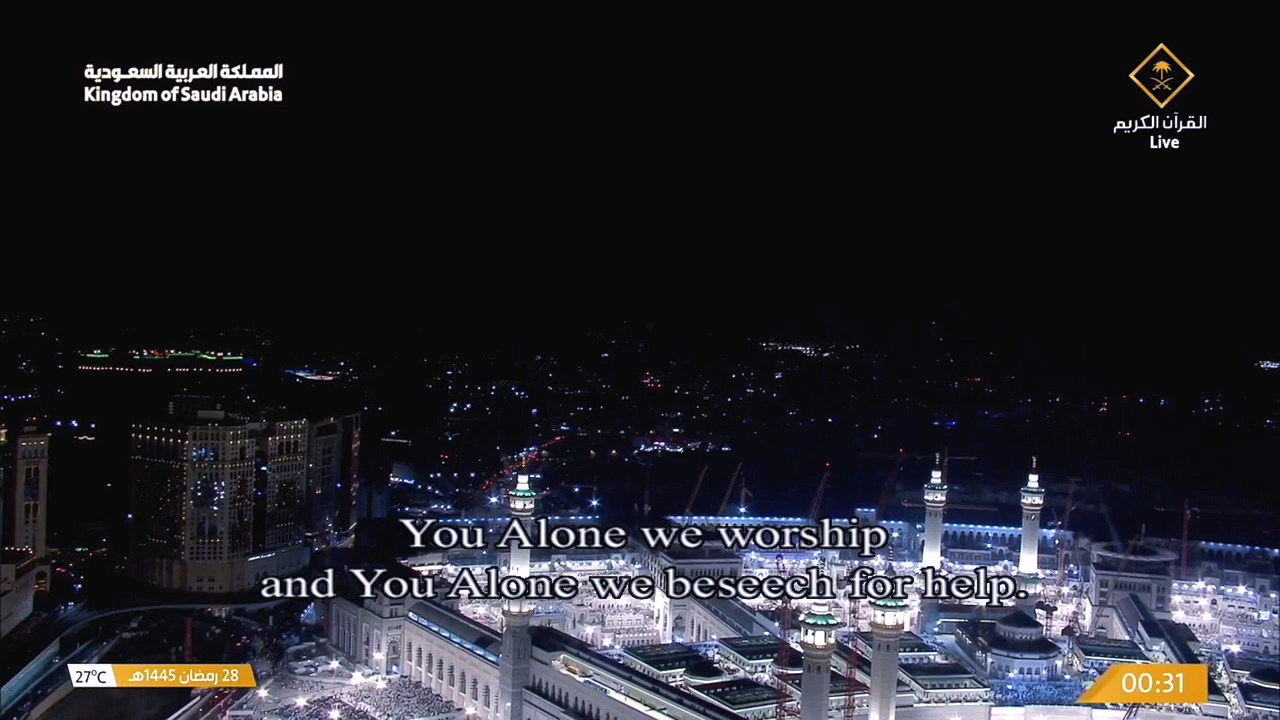 المملكة العربية السعودية
Kingdom of Saudi Arabia
القرآن الكريم
Live
You Alone we worship
and You Alone we beseech for help.
27°C
28 رمضان 1445هـ
00:31